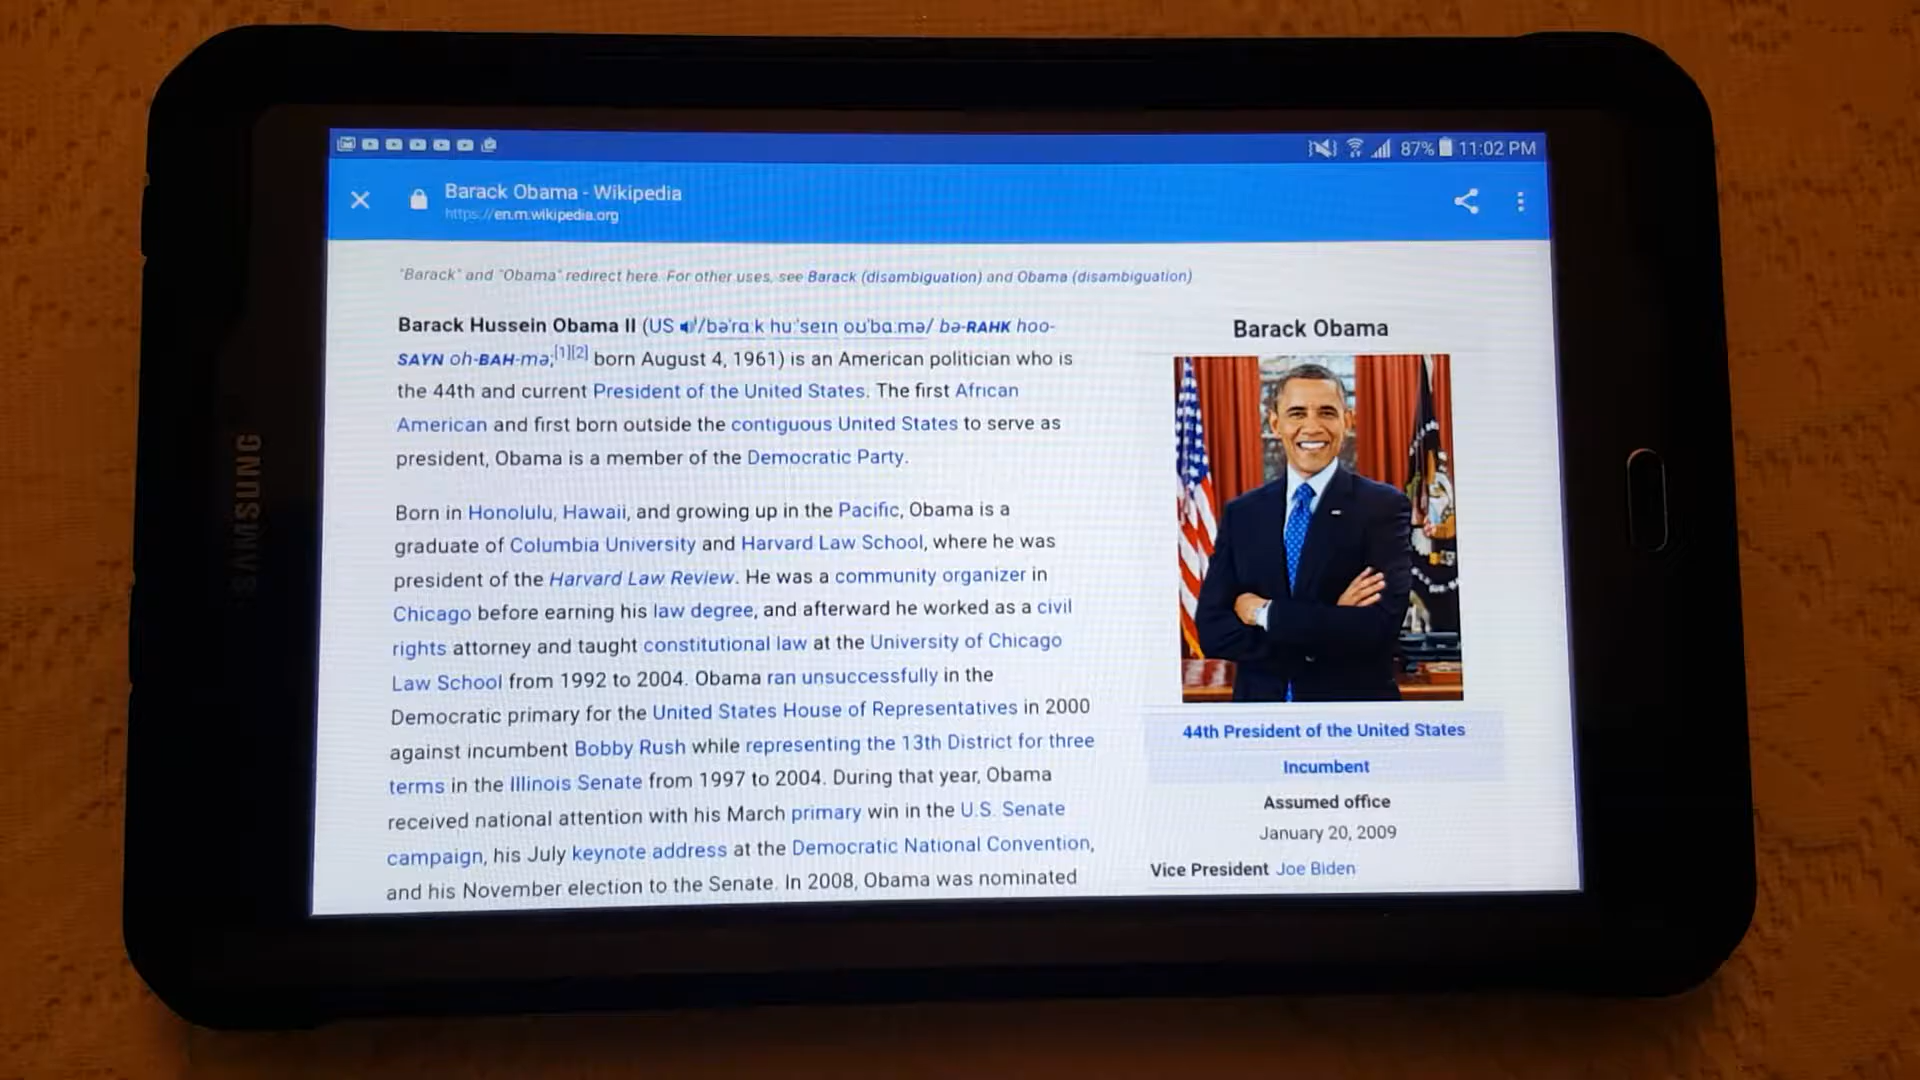 87% 11:02 PM
Barack Obama - Wikipedia
https://en.m.wikipedia.org
"Barack" and "Obama" redirect here. For other uses, see Barack (disambiguation) and Obama (disambiguation)
Barack Hussein Obama II (US /bəˈrɑːk huːˈseɪn oʊˈbɑːmə/ bə-RAHK hoo-
SAYN oh-BAH-mə;[1][2] born August 4, 1961) is an American politician who is
the 44th and current President of the United States. The first African
American and first born outside the contiguous United States to serve as
president, Obama is a member of the Democratic Party.
Born in Honolulu, Hawaii, and growing up in the Pacific, Obama is a
graduate of Columbia University and Harvard Law School, where he was
president of the Harvard Law Review. He was a community organizer in
Chicago before earning his law degree, and afterward he worked as a civil
rights attorney and taught constitutional law at the University of Chicago
Law School from 1992 to 2004. Obama ran unsuccessfully in the
Democratic primary for the United States House of Representatives in 2000
against incumbent Bobby Rush while representing the 13th District for three
terms in the Illinois Senate from 1997 to 2004. During that year, Obama
received national attention with his March primary win in the U.S. Senate
campaign, his July keynote address at the Democratic National Convention,
and his November election to the Senate. In 2008, Obama was nominated
Barack Obama
44th President of the United States
Incumbent
Assumed office
January 20, 2009
Vice President Joe Biden
SAMSUNG